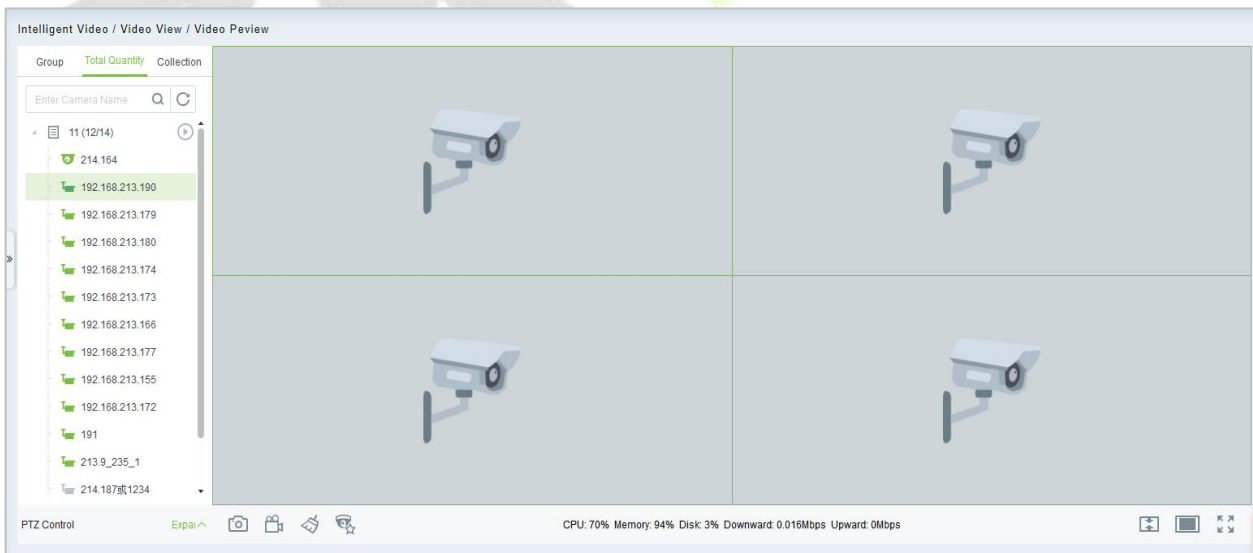 Intelligent Video / Video View / Video Peview
Group Total Quantity Collection
Enter Camera Name
11 (12/14)
214.164
192.168.213.190
192.168.213.179
192.168.213.180
192.168.213.174
192.168.213.173
192.168.213.166
192.168.213.177
192.168.213.155
192.168.213.172
191
213.9_235_1
214.187或1234
PTZ Control Expar
CPU: 70% Memory: 94% Disk: 3% Downward: 0.016Mbps Upward: 0Mbps